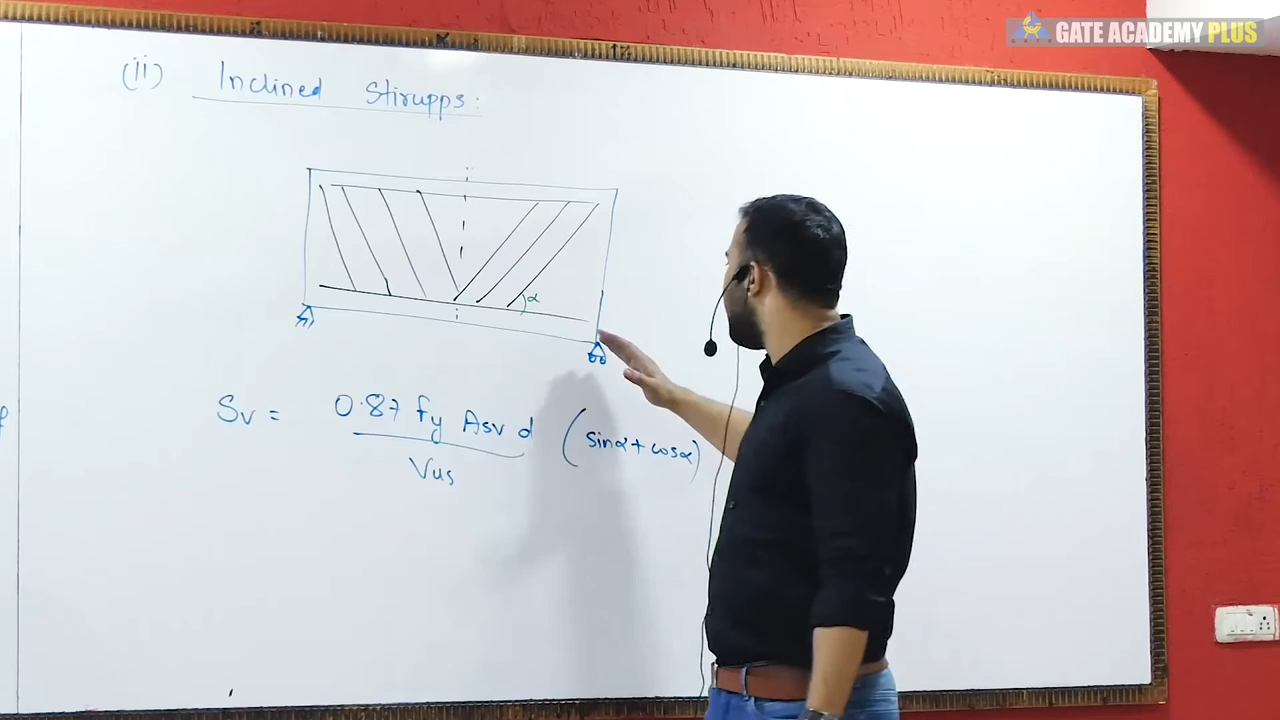 GATE ACADEMY PLUS
(ii) Inclined Stirupps:
α
Sv = 0.87 fy Asv d (sinα + cosα)
Vus